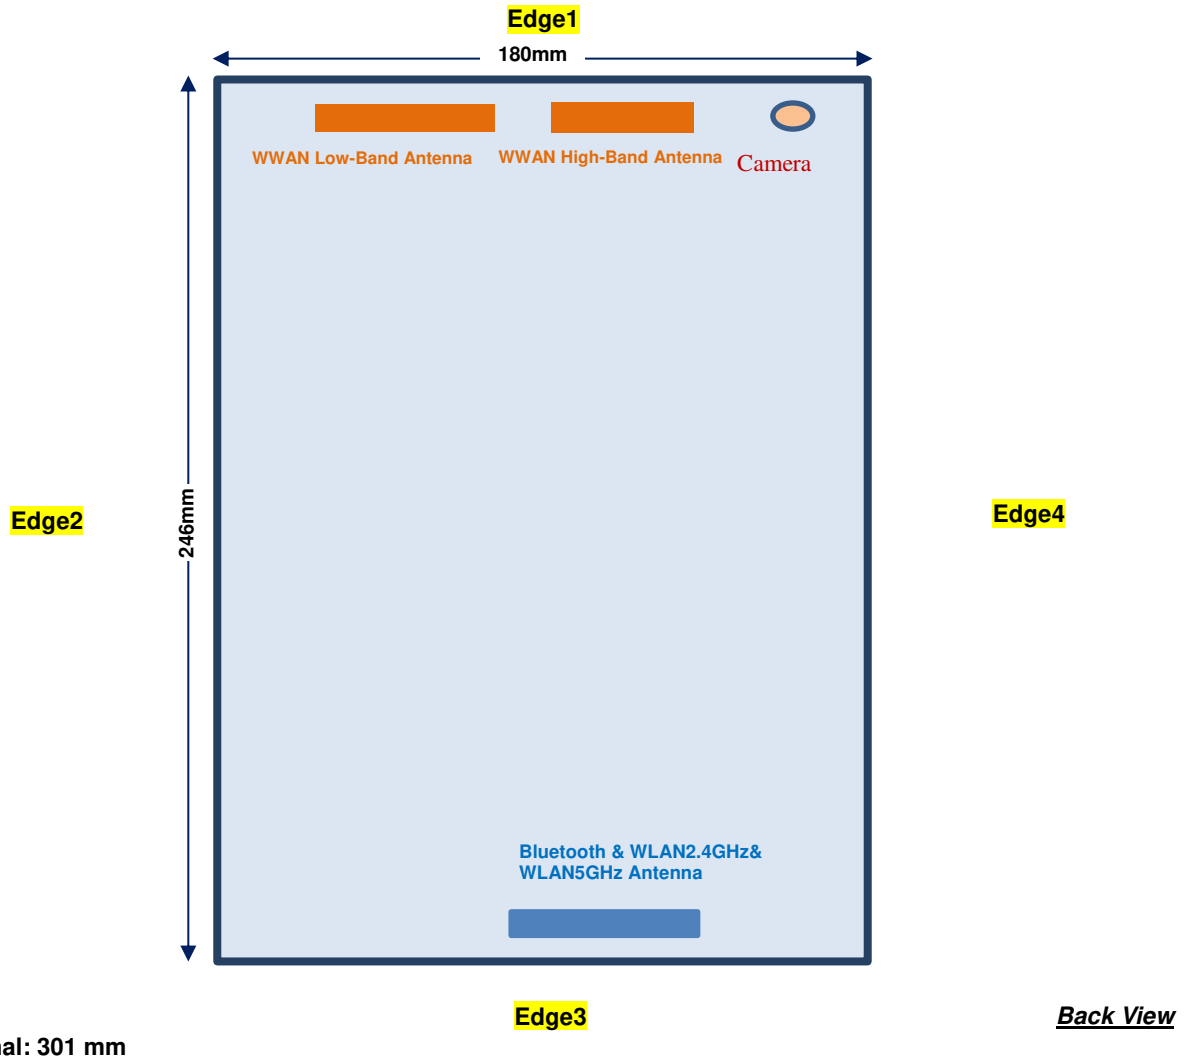 Edge1
180mm
WWAN Low-Band Antenna
WWAN High-Band Antenna
Camera
Edge2
246mm
Edge4
Bluetooth & WLAN2.4GHz&
WLAN5GHz Antenna
Edge3
Back View
301 mm